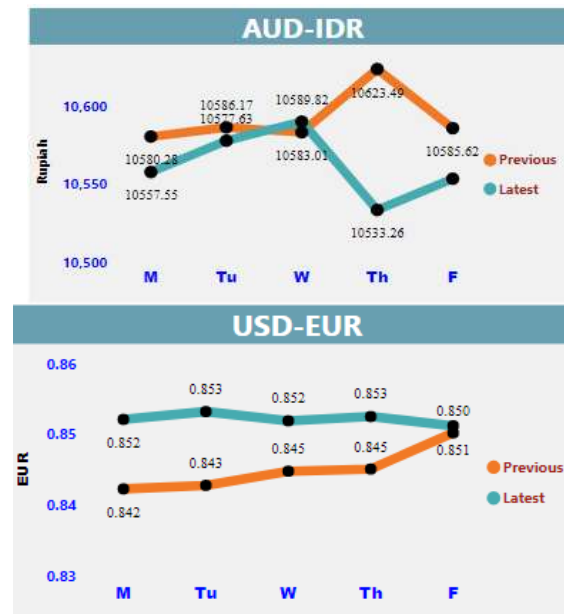 AUD-IDR
10586.17
10589.82
10,600
10577.63
10623.49
10580.28
10583.01
10585.62
Previous
10,550
10557.55
Latest
Rupiah
10533.26
10,500
M Tu W Th F
USD-EUR
0.86
0.853
0.852
0.853
0.850
0.85
0.852
0.843
0.845
0.845
0.851
Previous
EUR
0.84
0.842
Latest
0.83
M Tu W Th F